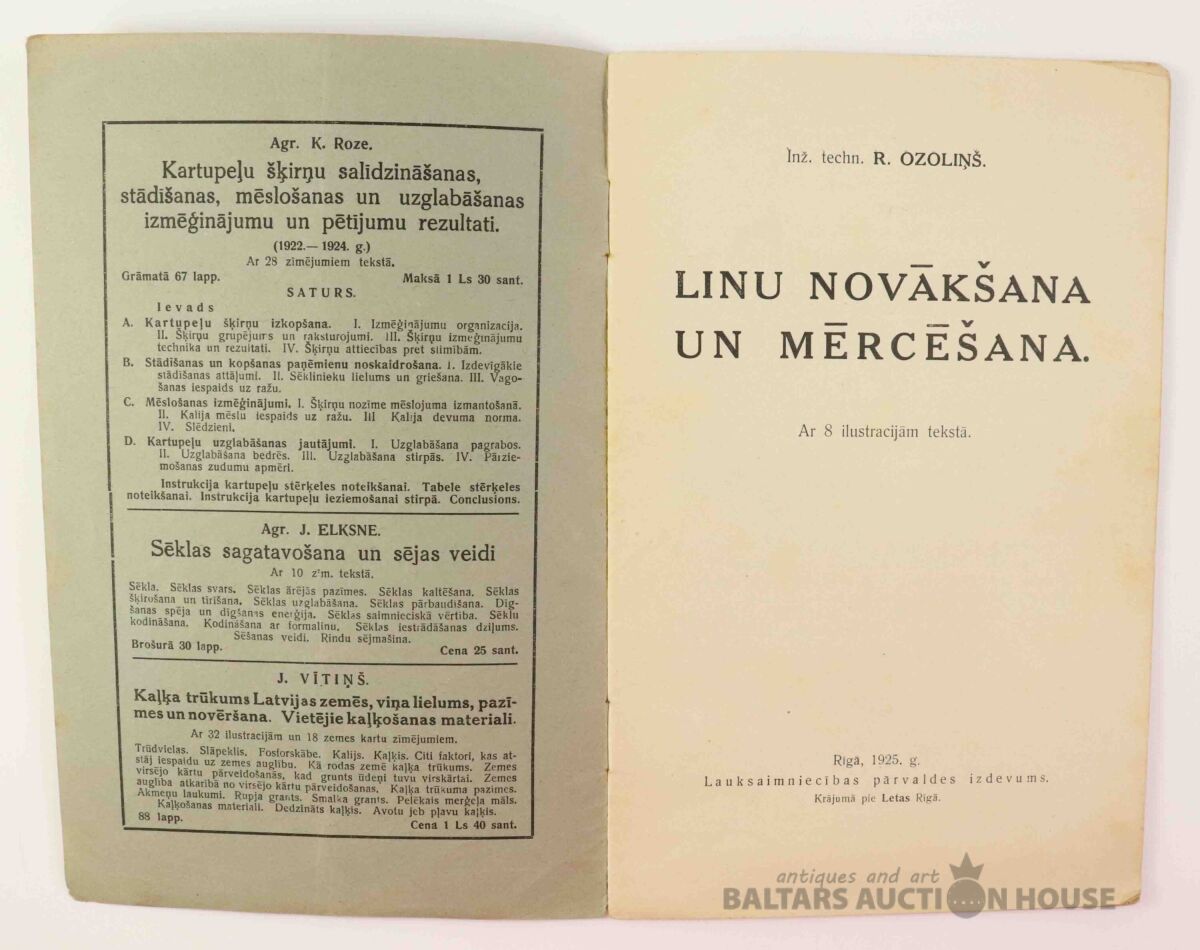 Agr. K. Roze.
Kartupeļu šķirņu salīdzināšanas,
stādīšanas, mēslošanas un uzglabāšanas
izmēģinājumu un pētījumu rezultati.
(1922.— 1924. g.)
Ar 28 zīmējumiem tekstā.
Grāmatā 67 lapp. Maksā 1 Ls 30 sant.
SATURS.
Ievads
A. Kartupeļu šķirņu izkopšana. I. Izmēģinājumu organizacija.
II. Šķirņu grupējums un raksturojumi. III. Šķirņu izmeģinājumu
technika un rezultati. IV. Šķirņu attiecības pret slimībām.
B. Stādīšanas un kopšanas paņēmienu noskaidrošana. I. Izdevīgākie
stādīšanas attāļumi. II. Sēklinieku lielums un griešana. III. Vago-
šanas iespaids uz ražu.
C. Mēslošanas izmēģinājumi. I. Šķirņu nozīme mēslojuma izmantošanā.
II. Kalija mēslu iespaids uz ražu. III Kalija devuma norma.
IV. Slēdzieni.
D. Kartupeļu uzglabāšanas jautājumi. I. Uzglabāšana pagrabos.
II. Uzglabāšana bedrēs. III. Uzglabāšana stirpās. IV. Pārzie-
mošanas zudumu apmēri.
Instrukcija kartupeļu stērķeles noteikšanai. Tabele stērķeles
noteikšanai. Instrukcija kartupeļu ieziemošanai stirpā. Conclusions.
Agr. J. ELKSNE.
Sēklas sagatavošana un sējas veidi
Ar 10 z'm. tekstā.
Sēkla. Sēklas svars. Sēklas ārējās pazīmes. Sēklas kaltēšana. Sēklas
šķirošana un tīrīšana. Sēklas uzglabāšana. Sēklas pārbaudīšana. Dīg-
šanas spēja un dīgšanas enerģija. Sēklas saimnieciskā vērtība. Sēklu
kodināšana. Kodināšana ar formalinu. Sēklas iestrādāšanas dziļums.
Sēšanas veidi. Rindu sējmašina.
Brošurā 30 lapp. Cena 25 sant.
J. VĪTIŅŠ.
Kaļķa trūkums Latvijas zemēs, viņa lielums, pazī-
mes un novēršana. Vietējie kaļķošanas materiali.
Ar 32 ilustracijām un 18 zemes kartu zīmējumiem.
Trūdvielas. Slāpeklis. Fosforskābe. Kalijs. Kaļķis. Citi faktori, kas at-
stāj iespaidu uz zemes auglību. Kā rodas zemē kaļķa trūkums. Zemes
virsējo kārtu pārveidošanās, kad grunts ūdeņi tuvu virskārtai. Zemes
auglība atkarībā no virsējo kārtu pārveidošanas. Kaļķa trūkuma pazīmes.
Akmeņu laukumi. Rupja grants. Smalka grants. Pelēkais merģeļa māls.
Kaļķošanas materiali. Dedzināts kaļķis. Avotu jeb pļavu kaļķis.
88 lapp. Cena 1 Ls 40 sant.
Inž. techn. R. OZOLIŅŠ.
LINU NOVĀKŠANA
UN MĒRCĒŠANA.
Ar 8 ilustracijām tekstā.
Rīgā, 1925. g.
Lauksaimniecības pārvaldes izdevums.
Krājumā pie Letas Rīgā.
antiques and art
BALTARS AUCTION HOUSE